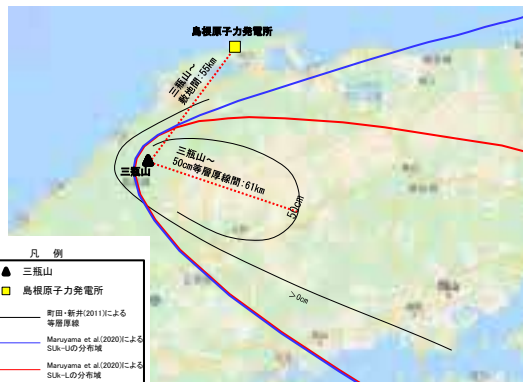 島根原子力発電所
三瓶山～
敷地間:55km
三瓶山
三瓶山～
50cm等層厚線間:61km
50cm
>0cm
凡 例
三瓶山
島根原子力発電所
町田・新井(2011)による
等層厚線
Maruyama et al.(2020)による
SUk-Uの分布域
Maruyama et al.(2020)による
SUk-Lの分布域